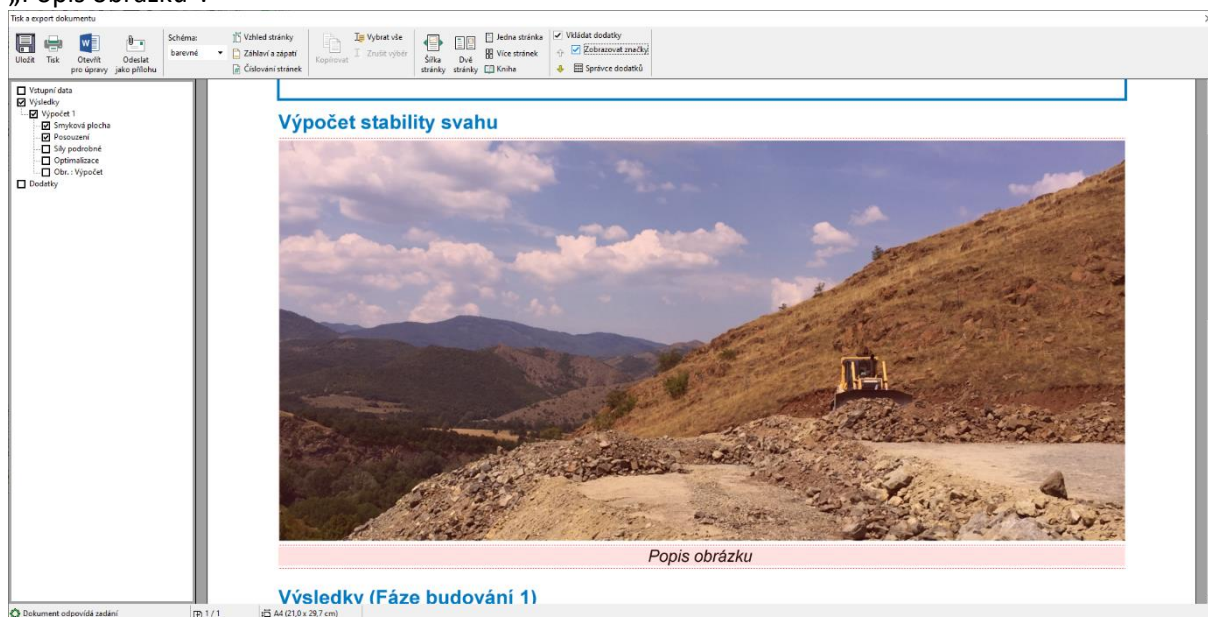 „Popis obrázku“.
Tisk a export dokumentu
Uložit
Tisk
Otevřít
pro úpravy
Odeslat
jako přílohu
Schéma:
barevné
Vzhled stránky
Záhlaví a zápatí
Číslování stránek
Kopírovat
Vybrat vše
Zrušit výběr
Šířka
stránky
Dvě
stránky
Jedna stránka
Více stránek
Kniha
Vkládat dodatky
Zobrazovat značky
Správce dodatků
Vstupní data
Výsledky
Výpočet 1
Smyková plocha
Posouzení
Síly podrobné
Optimalizace
Obr. : Výpočet
Dodatky
Výpočet stability svahu
Popis obrázku
Výsledky (Fáze budování 1)
Dokument odpovídá zadání
1 / 1
A4 (21,0 x 29,7 cm)